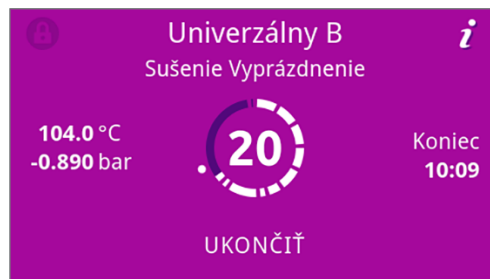 Univerzálny B
i
Sušenie Vyprázdnenie
104.0 °C
-0.890 bar
20
Koniec
10:09
UKONČIŤ